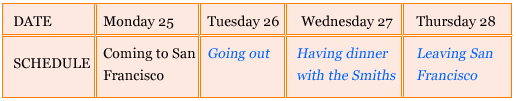 DATE Monday 25 Tuesday 26 Wednesday 27 Thursday 28
SCHEDULE Coming to San Francisco Going out Having dinner with the Smiths Leaving San Francisco